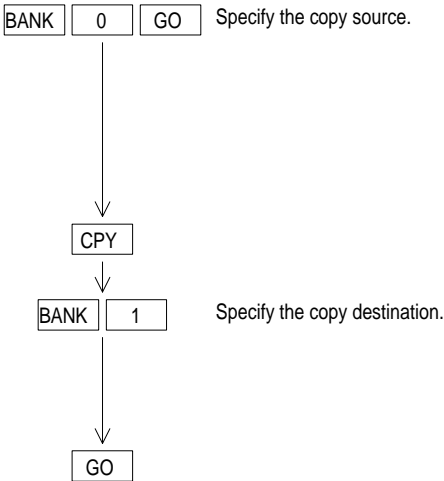 BANK 0 GO Specify the copy source.
CPY
BANK 1 Specify the copy destination.
GO